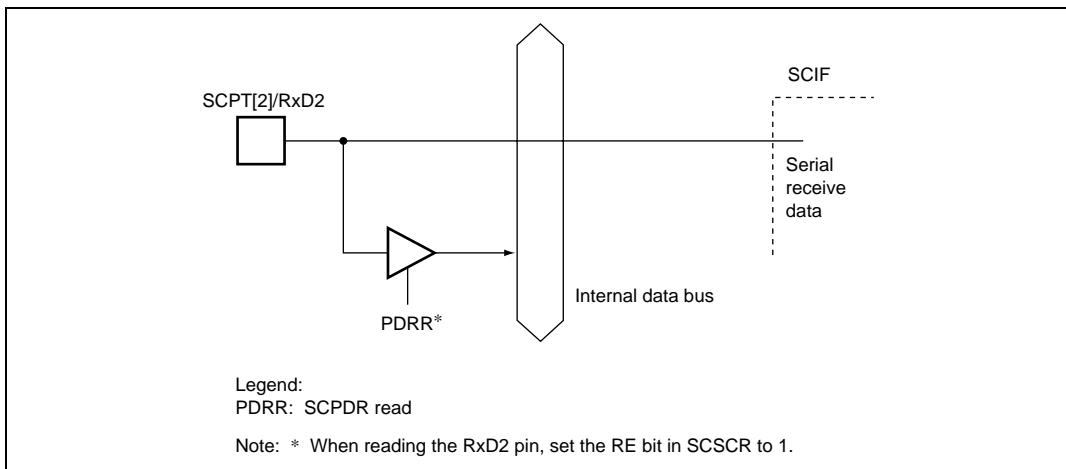 SCIF
SCPT[2]/RxD2
Serial
receive
data
Internal data bus
PDRR*
Legend:
PDRR: SCPDR read
Note: * When reading the RxD2 pin, set the RE bit in SCSCR to 1.